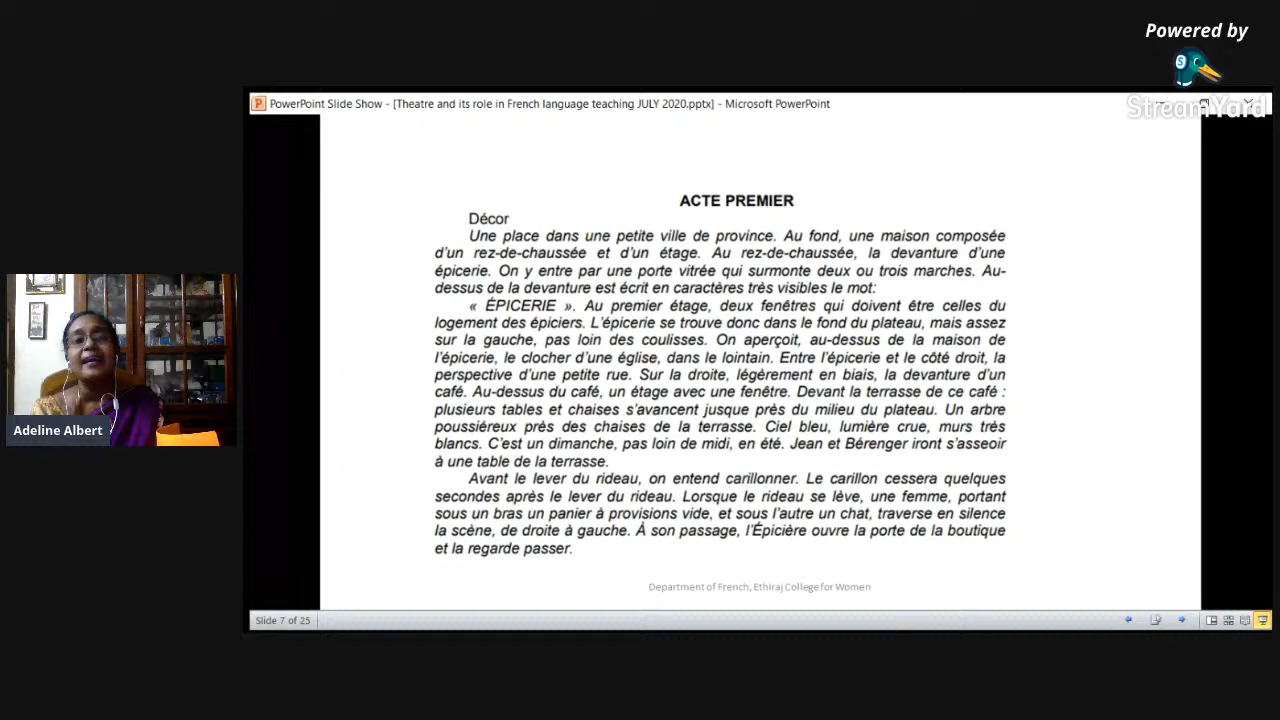 Powered by
StreamYard
PowerPoint Slide Show - [Theatre and its role in French language teaching JULY 2020.pptx] - Microsoft PowerPoint
ACTE PREMIER
Décor
Une place dans une petite ville de province. Au fond, une maison composée
d’un rez-de-chaussée et d’un étage. Au rez-de-chaussée, la devanture d’une
épicerie. On y entre par une porte vitrée qui surmonte deux ou trois marches. Au-
dessus de la devanture est écrit en caractères très visibles le mot:
« ÉPICERIE ». Au premier étage, deux fenêtres qui doivent être celles du
logement des épiciers. L’épicerie se trouve donc dans le fond du plateau, mais assez
sur la gauche, pas loin des coulisses. On aperçoit, au-dessus de la maison de
l’épicerie, le clocher d’une église, dans le lointain. Entre l’épicerie et le côté droit, la
perspective d’une petite rue. Sur la droite, légèrement en biais, la devanture d’un
café. Au-dessus du café, un étage avec une fenêtre. Devant la terrasse de ce café :
plusieurs tables et chaises s’avancent jusque près du milieu du plateau. Un arbre
poussiéreux près des chaises de la terrasse. Ciel bleu, lumière crue, murs très
blancs. C’est un dimanche, pas loin de midi, en été. Jean et Bérenger iront s’asseoir
à une table de la terrasse.
Avant le lever du rideau, on entend carillonner. Le carillon cessera quelques
secondes après le lever du rideau. Lorsque le rideau se lève, une femme, portant
sous un bras un panier à provisions vide, et sous l’autre un chat, traverse en silence
la scène, de droite à gauche. À son passage, l’Épicière ouvre la porte de la boutique
et la regarde passer.
Adeline Albert
Department of French, Ethiraj College for Women
Slide 7 of 25